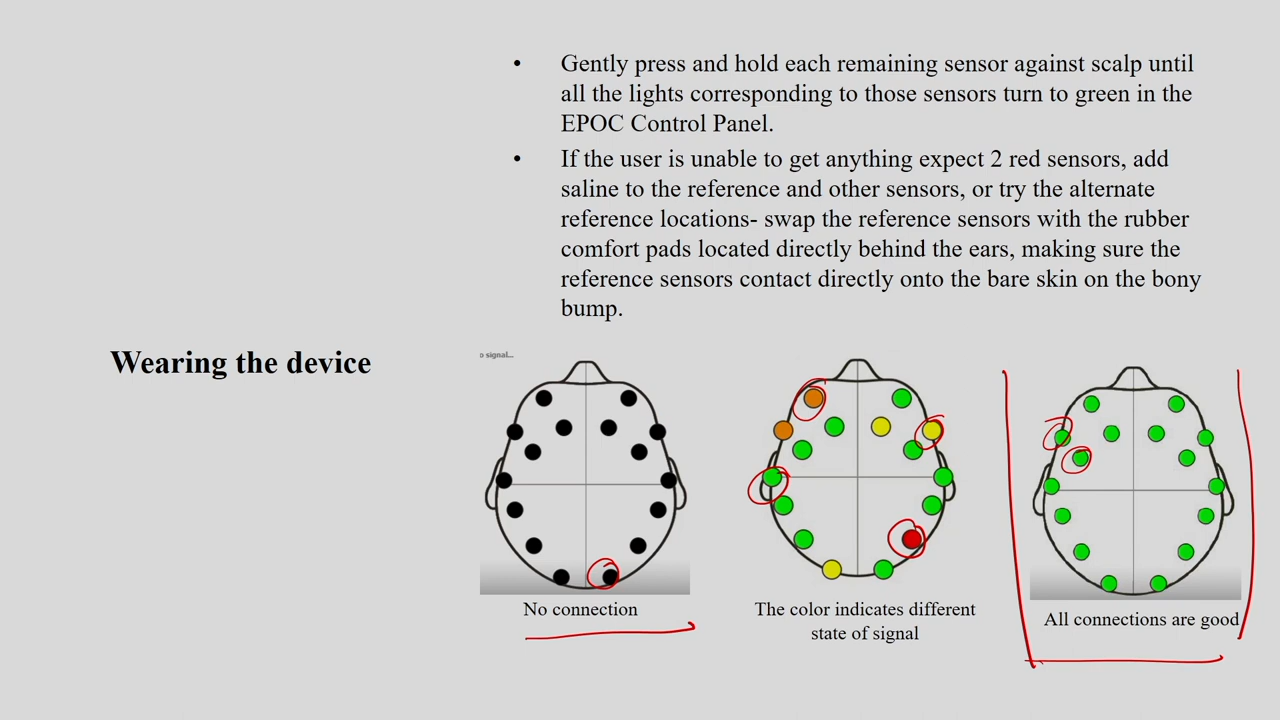 • Gently press and hold each remaining sensor against scalp until
all the lights corresponding to those sensors turn to green in the
EPOC Control Panel.
• If the user is unable to get anything expect 2 red sensors, add
saline to the reference and other sensors, or try the alternate
reference locations- swap the reference sensors with the rubber
comfort pads located directly behind the ears, making sure the
reference sensors contact directly onto the bare skin on the bony
bump.
Wearing the device
o signal...
No connection
The color indicates different
state of signal
All connections are good